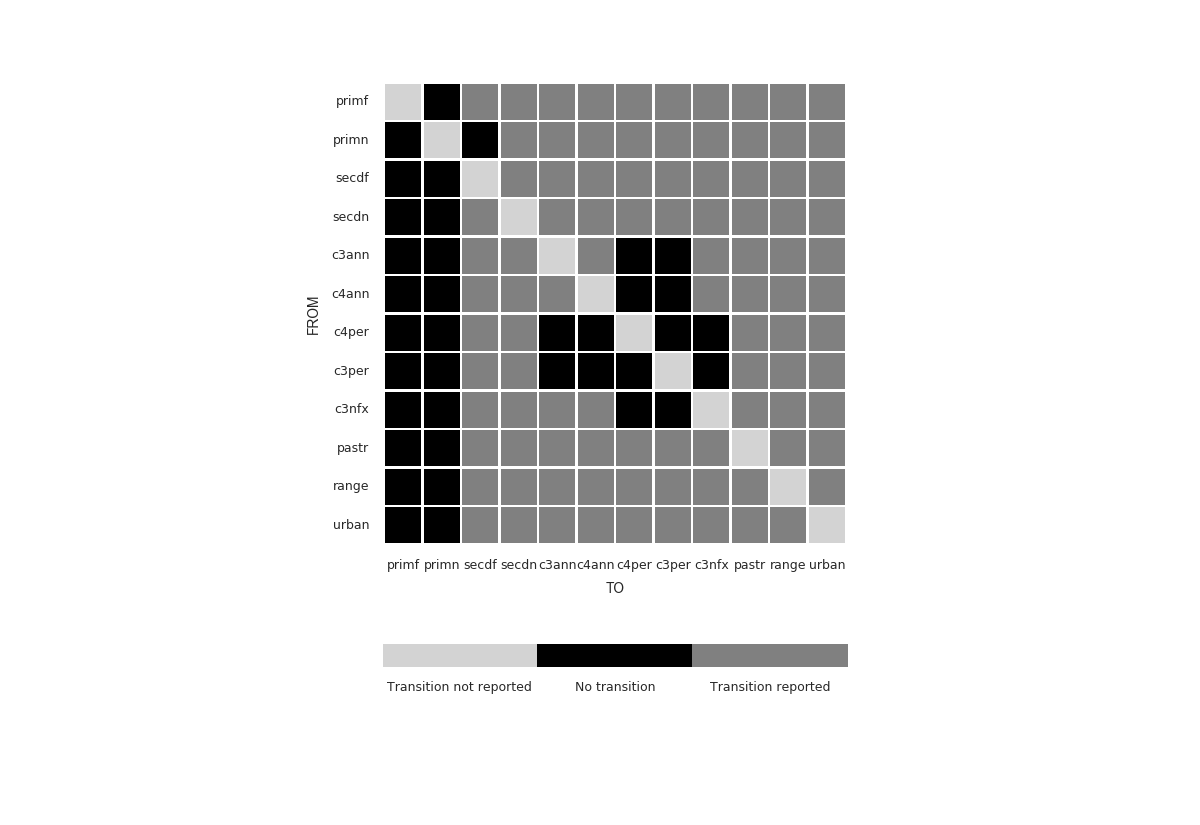 primf
primn
secdf
secdn
c3ann
c4ann
c4per
c3per
c3nfx
pastr
range
urban
FROM
primf primn secdf secdn c3ann c4ann c4per c3per c3nfx pastr range urban
TO
Transition not reported No transition Transition reported